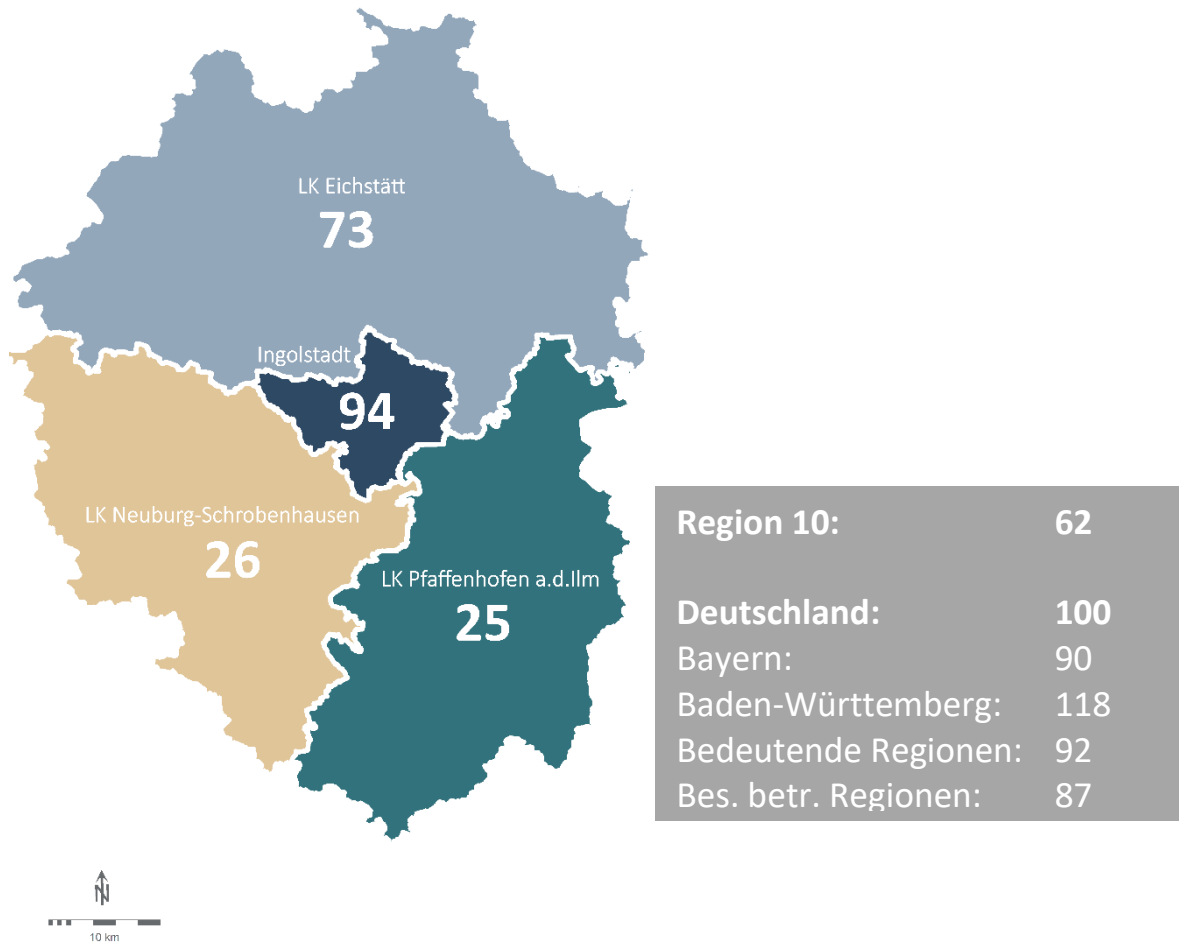 LK Eichstätt
73
Ingolstadt
94
LK Neuburg-Schrobenhausen
26
LK Pfaffenhofen a.d.Ilm
25
Region 10: 62
Deutschland: 100
Bayern: 90
Baden-Württemberg: 118
Bedeutende Regionen: 92
Bes. betr. Regionen: 87
N
10 km